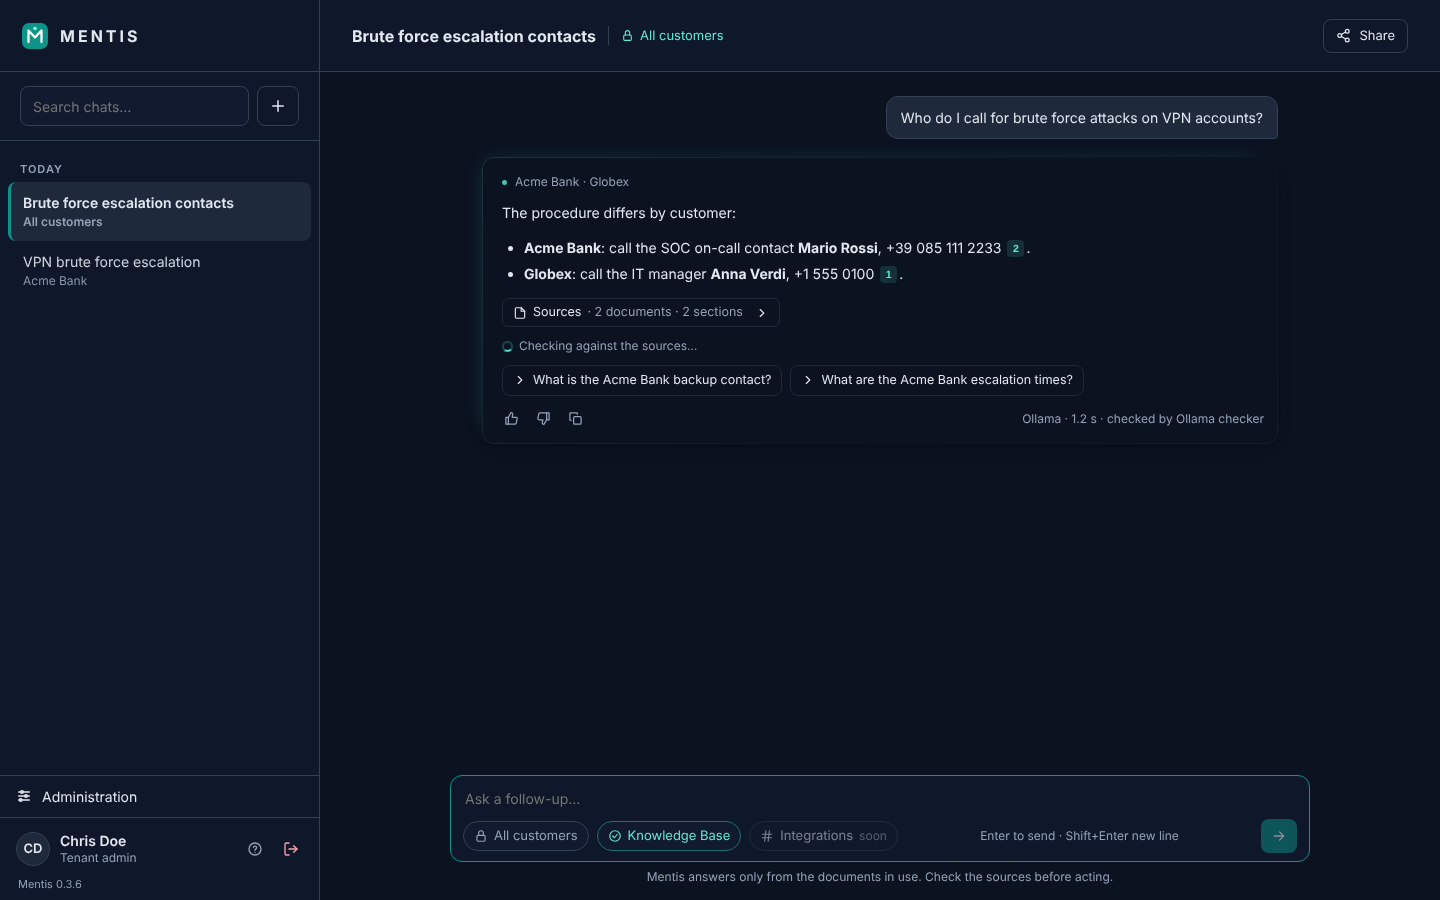 MENTIS
Search chats...
TODAY
Brute force escalation contacts
All customers
VPN brute force escalation
Acme Bank
Administration
CD
Chris Doe
Tenant admin
Mentis 0.3.6
Brute force escalation contacts
All customers
Share
Who do I call for brute force attacks on VPN accounts?
Acme Bank · Globex
The procedure differs by customer:
• Acme Bank: call the SOC on-call contact Mario Rossi, +39 085 111 2233 2 .
• Globex: call the IT manager Anna Verdi, +1 555 0100 1 .
Sources · 2 documents · 2 sections
Checking against the sources...
What is the Acme Bank backup contact?
What are the Acme Bank escalation times?
Ollama · 1.2 s · checked by Ollama checker
Ask a follow-up...
All customers
Knowledge Base
Integrations soon
Enter to send · Shift+Enter new line
Mentis answers only from the documents in use. Check the sources before acting.